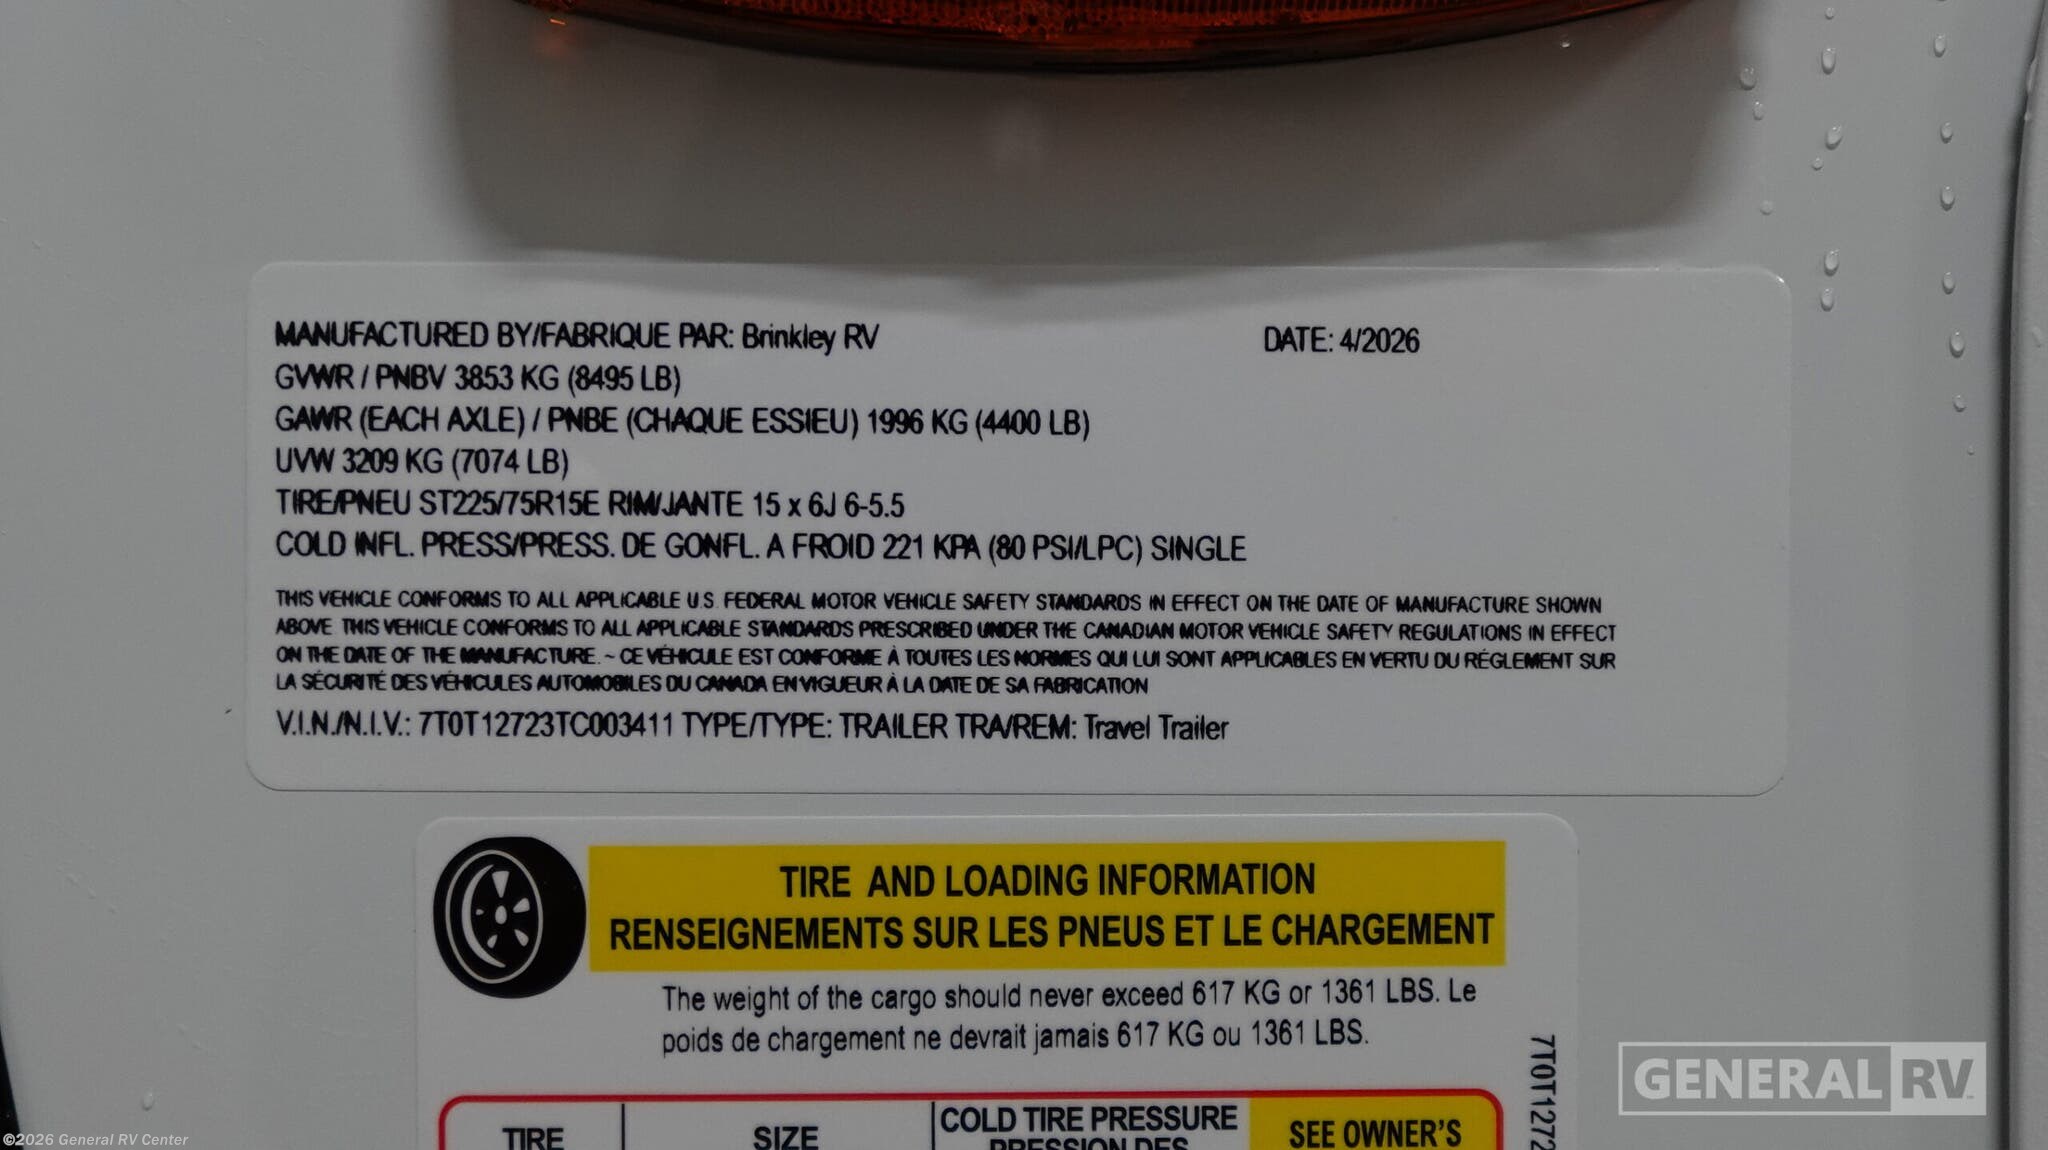 MANUFACTURED BY/FABRIQUE PAR: Brinkley RV DATE: 4/2026
GVWR / PNBV 3853 KG (8495 LB)
GAWR (EACH AXLE) / PNBE (CHAQUE ESSIEU) 1996 KG (4400 LB)
UVW 3209 KG (7074 LB)
TIRE/PNEU ST225/75R15E RIM/JANTE 15 x 6J 6-5.5
COLD INFL. PRESS/PRESS. DE GONFL. A FROID 221 KPA (80 PSI/LPC) SINGLE
THIS VEHICLE CONFORMS TO ALL APPLICABLE U.S. FEDERAL MOTOR VEHICLE SAFETY STANDARDS IN EFFECT ON THE DATE OF MANUFACTURE SHOWN
ABOVE THIS VEHICLE CONFORMS TO ALL APPLICABLE STANDARDS PRESCRIBED UNDER THE CANADIAN MOTOR VEHICLE SAFETY REGULATIONS IN EFFECT
ON THE DATE OF THE MANUFACTURE. ~ CE VÉHICULE EST CONFORME À TOUTES LES NORMES QUI LUI SONT APPLICABLES EN VERTU DU RÉGLEMENT SUR
LA SÉCURITÉ DES VÉHICULES AUTOMOBILES DU CANADA EN VIGUEUR À LA DATE DE SA FABRICATION
V.I.N./N.I.V.: 7T0T12723TC003411 TYPE/TYPE: TRAILER TRA/REM: Travel Trailer
TIRE AND LOADING INFORMATION
RENSEIGNEMENTS SUR LES PNEUS ET LE CHARGEMENT
The weight of the cargo should never exceed 617 KG or 1361 LBS. Le
poids de chargement ne devrait jamais 617 KG ou 1361 LBS.
TIRE SIZE COLD TIRE PRESSURE SEE OWNER'S
PRESSION DES
7T0T1272
GENERAL RV
©2026 General RV Center